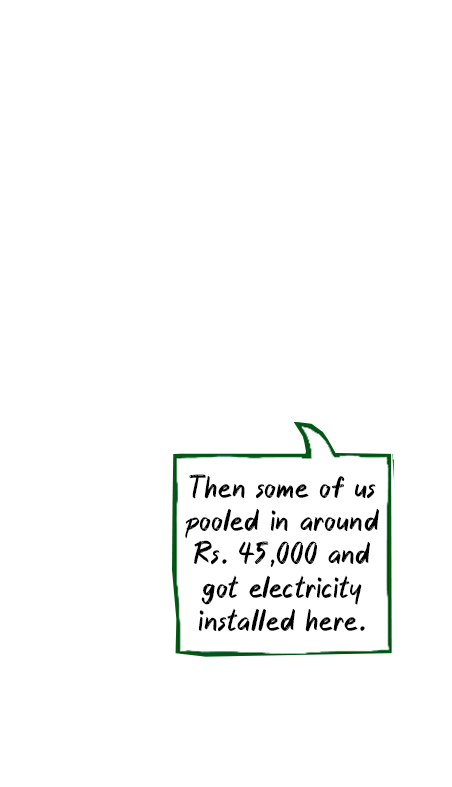 Then some of us
pooled in around
Rs. 45,000 and
got electricity
installed here.